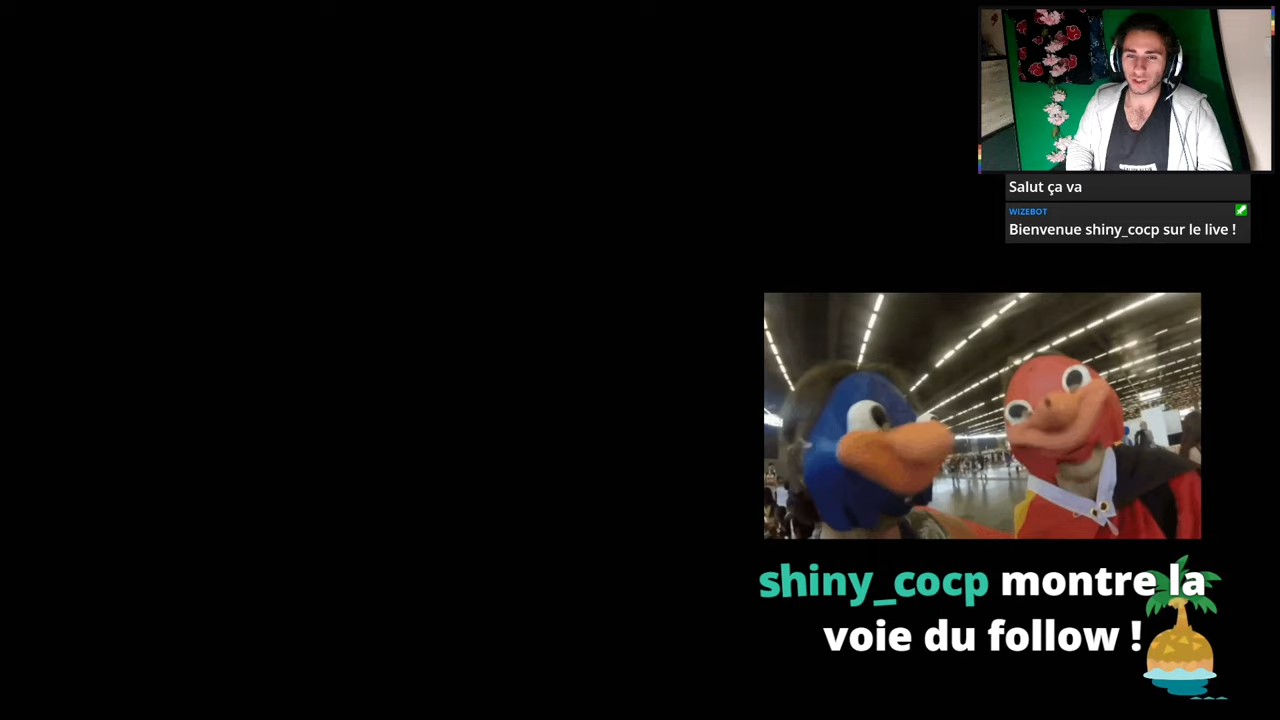 Salut ça va
WIZEBOT
Bienvenue shiny_cocp sur le live !
shiny_cocp montre la
voie du follow !